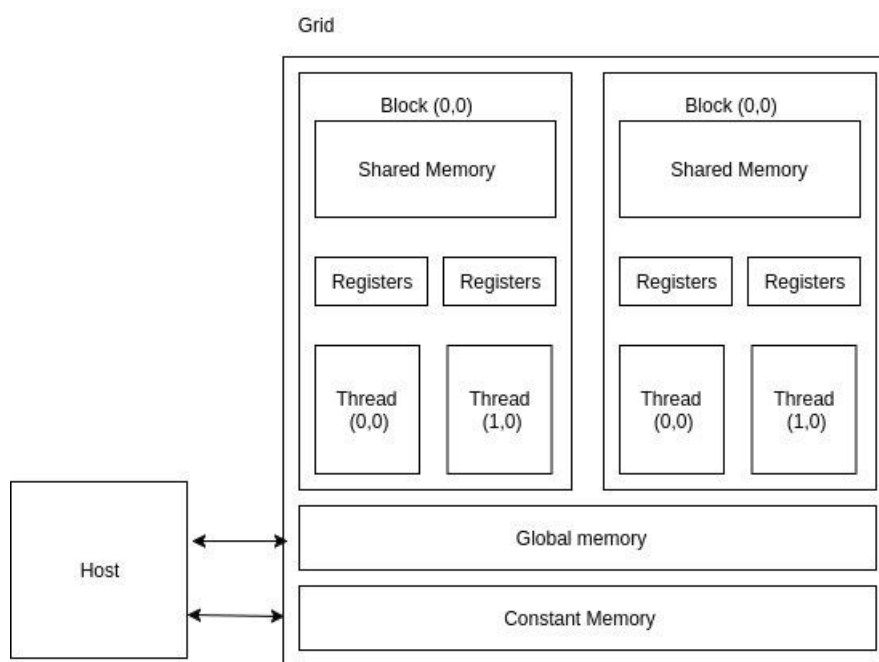 Grid
Block (0,0)
Shared Memory
Registers
Registers
Thread
(0,0)
Thread
(1,0)
Block (0,0)
Shared Memory
Registers
Registers
Thread
(0,0)
Thread
(1,0)
Host
Global memory
Constant Memory